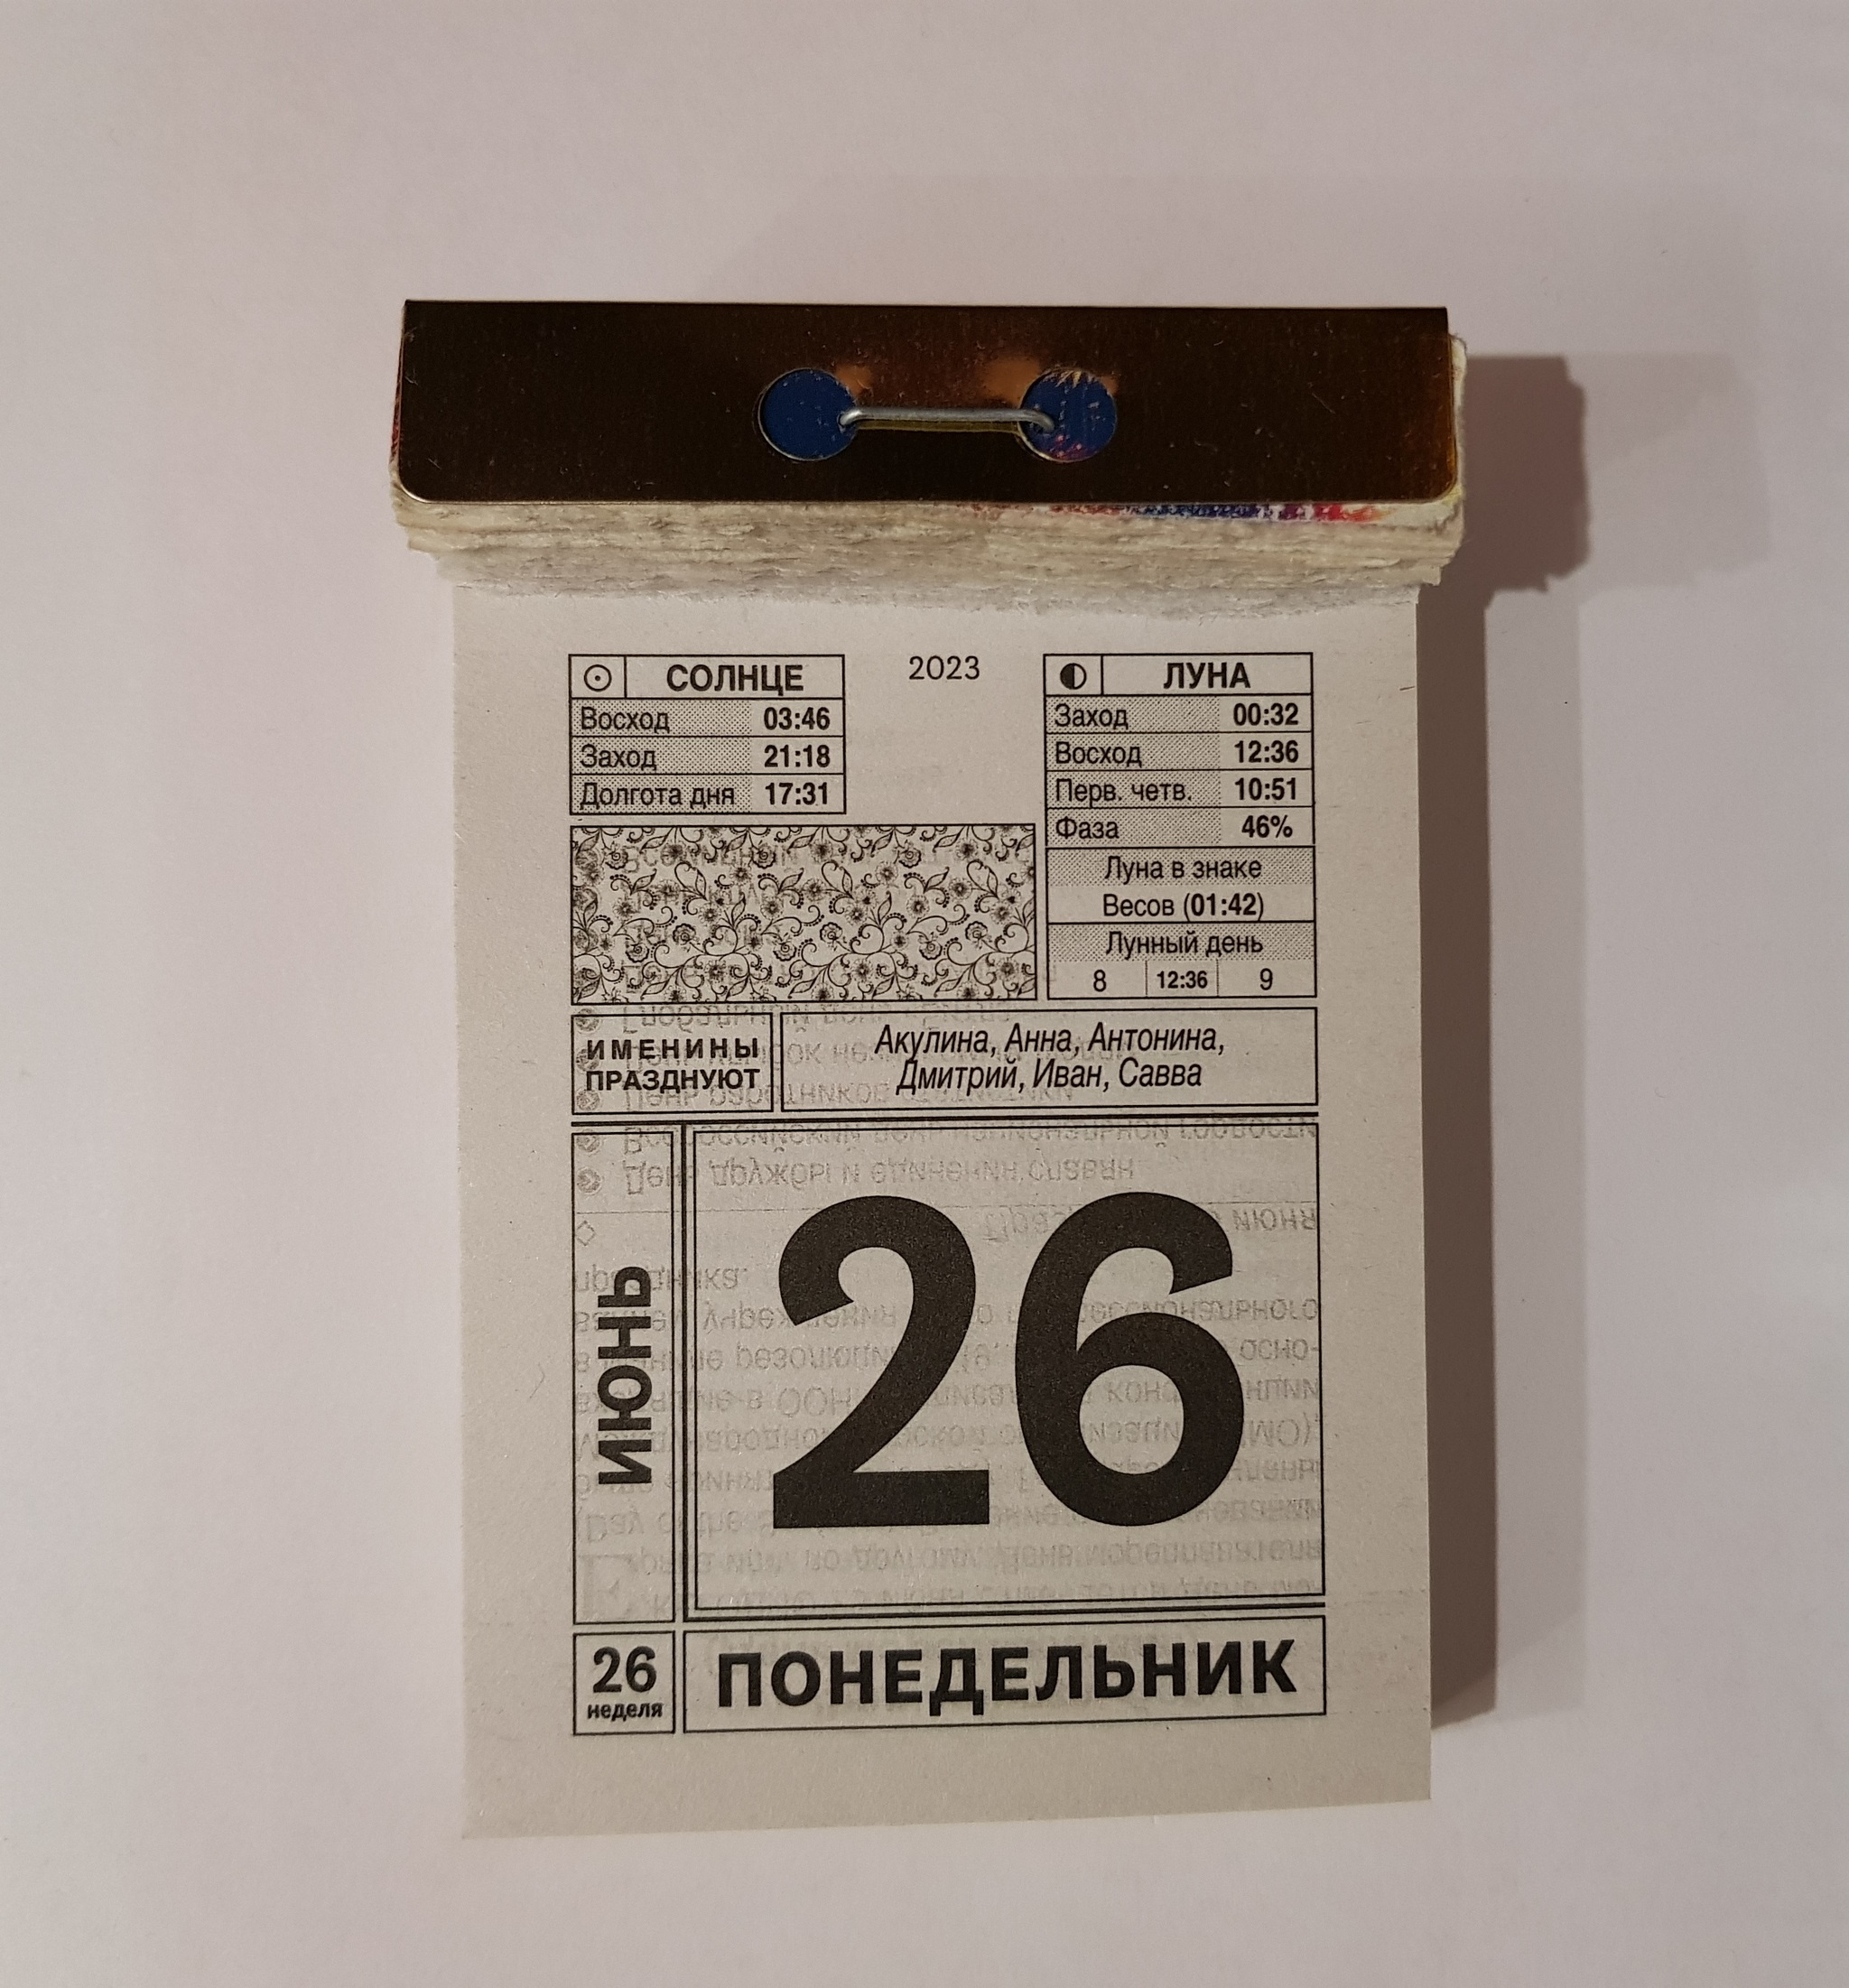 СОЛНЦЕ
Восход 03:46
Заход 21:18
Долгота дня 17:31
2023
ЛУНА
Заход 00:32
Восход 12:36
Перв. четв. 10:51
Фаза 46%
Луна в знаке
Весов (01:42)
Лунный день
8 12:36 9
ИМЕНИНЫ
ПРАЗДНУЮТ
Акулина, Анна, Антонина,
Дмитрий, Иван, Савва
ИЮНЬ
26
26
неделя
ПОНЕДЕЛЬНИК